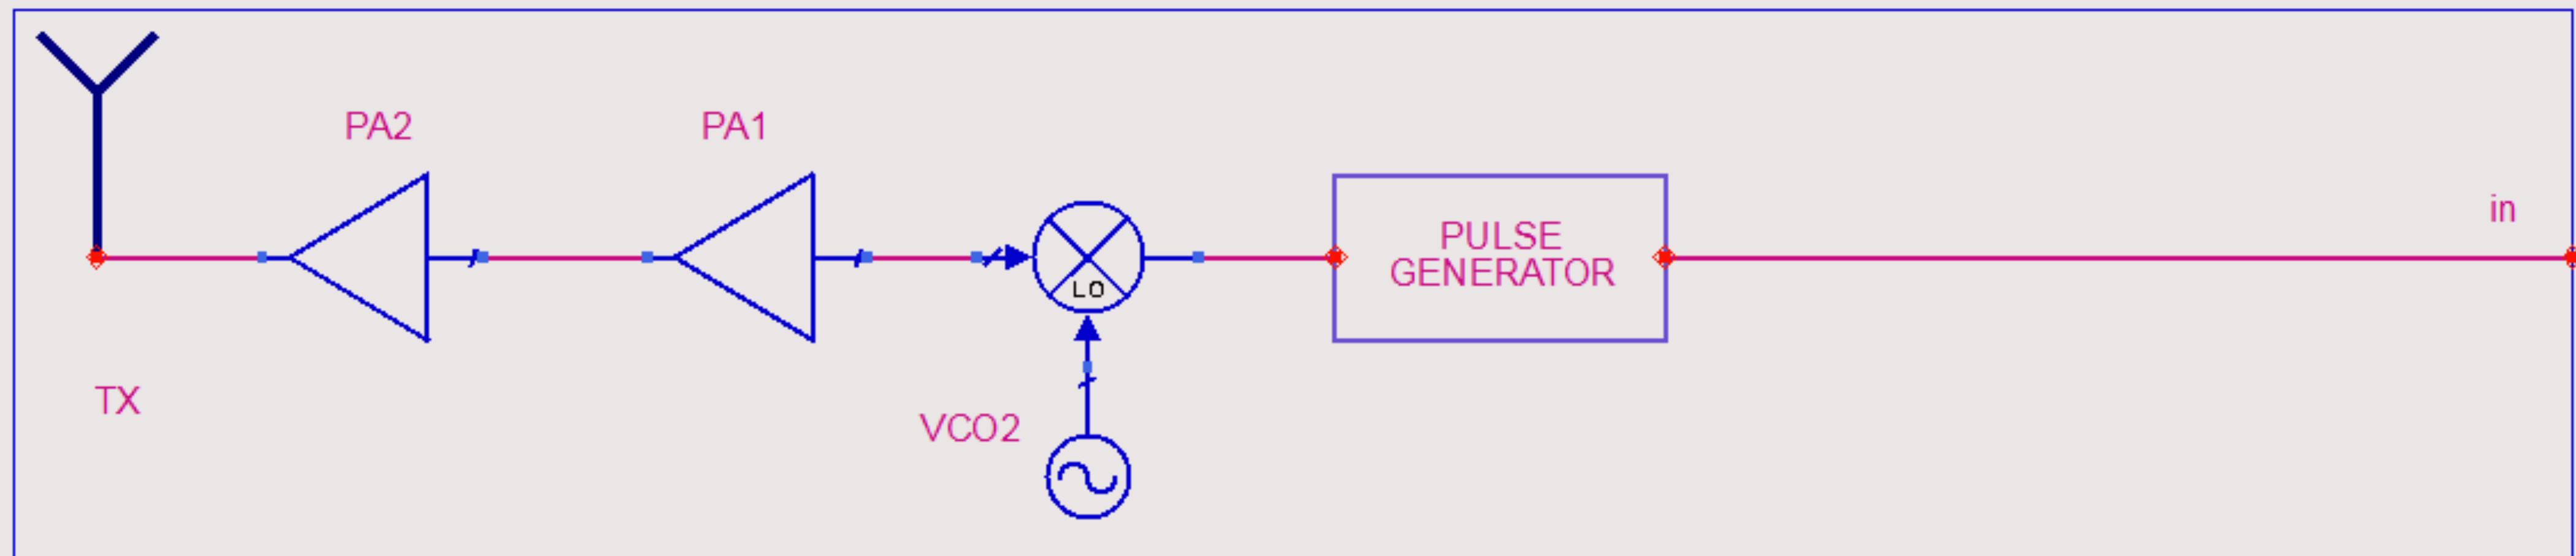 PA2
PA1
in
PULSE
GENERATOR
LO
TX
VCO2